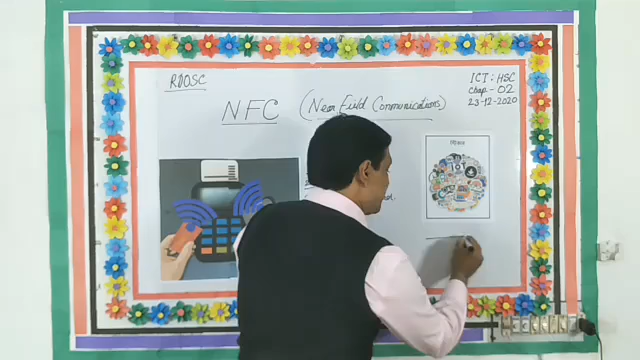 RDOSC
ICT : HSC
Chap - 02
23-12-2020
NFC (Near Field Communications)